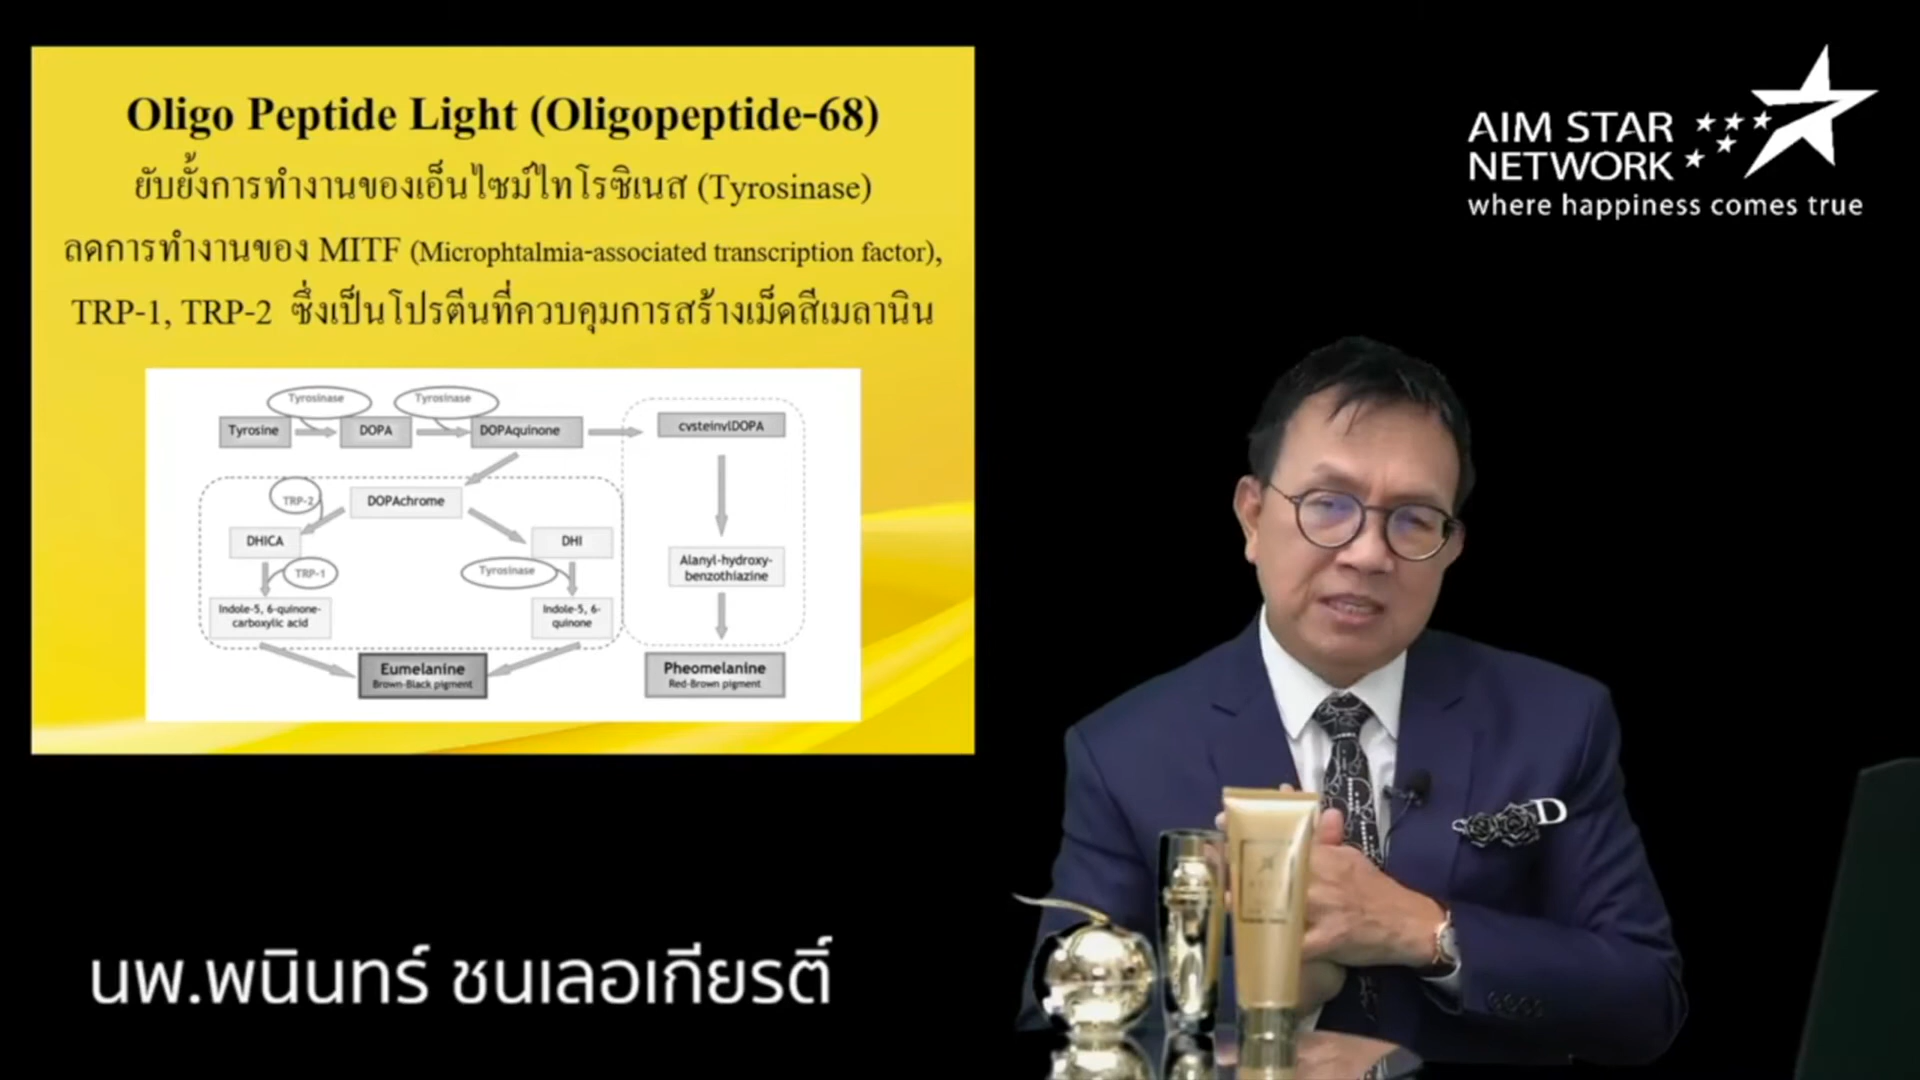 Oligo Peptide Light (Oligopeptide-68)
ยับยั้งการทำงานของเอ็นไซม์ไทโรซิเนส (Tyrosinase)
ลดการทำงานของ MITF (Microphtalmia-associated transcription factor),
TRP-1, TRP-2 ซึ่งเป็นโปรตีนที่ควบคุมการสร้างเม็ดสีเมลานิน
Tyrosinase
Tyrosinase
Tyrosine
DOPA
DOPAquinone
cysteinylDOPA
TRP-2
DOPAchrome
DHICA
DHI
TRP-1
Tyrosinase
Alanyl-hydroxy-
benzothiazine
Indole-5, 6-quinone-
carboxylic acid
Indole-5, 6-
quinone
Eumelanine
Brown-Black pigment
Pheomelanine
Red-Brown pigment
AIM STAR
NETWORK
where happiness comes true
นพ.พนินทร์ ชนเลอเกียรติ์